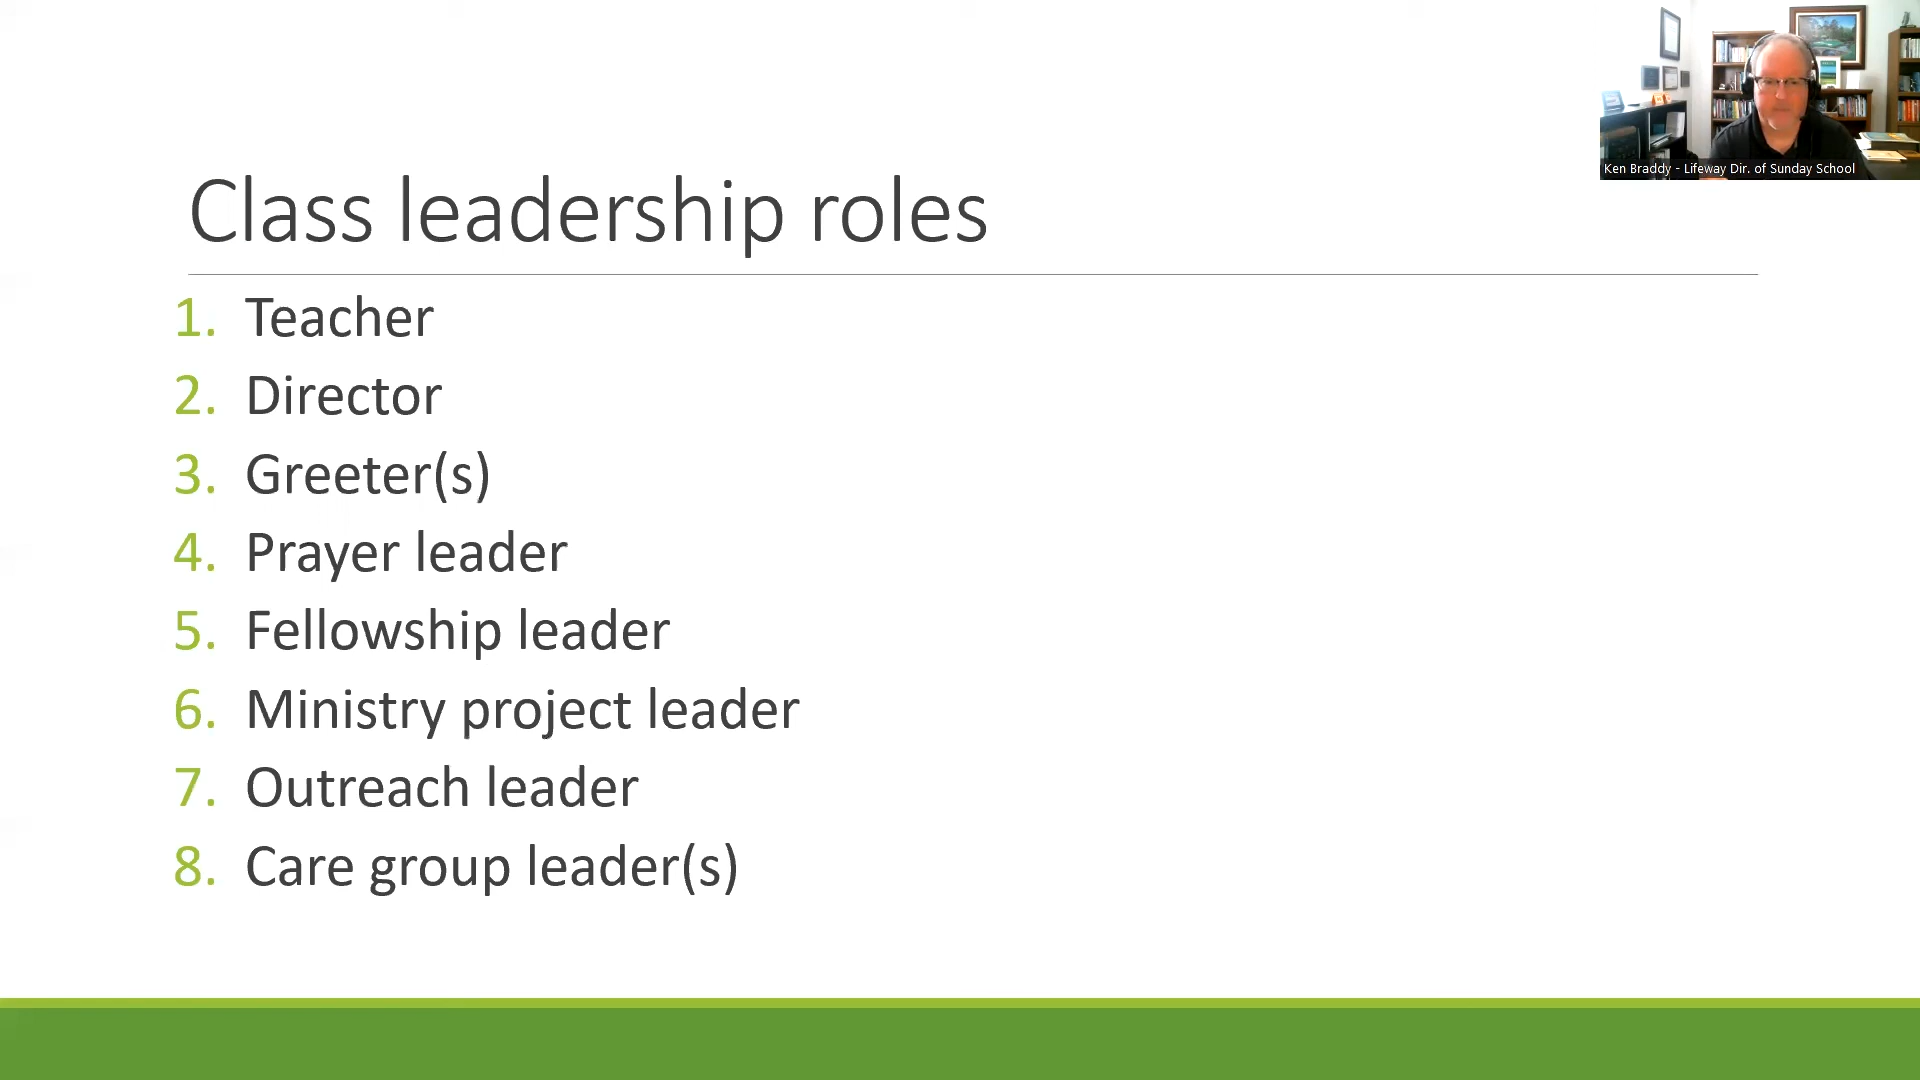 Ken Braddy - Lifeway Dir. of Sunday School
Class leadership roles
1. Teacher
2. Director
3. Greeter(s)
4. Prayer leader
5. Fellowship leader
6. Ministry project leader
7. Outreach leader
8. Care group leader(s)